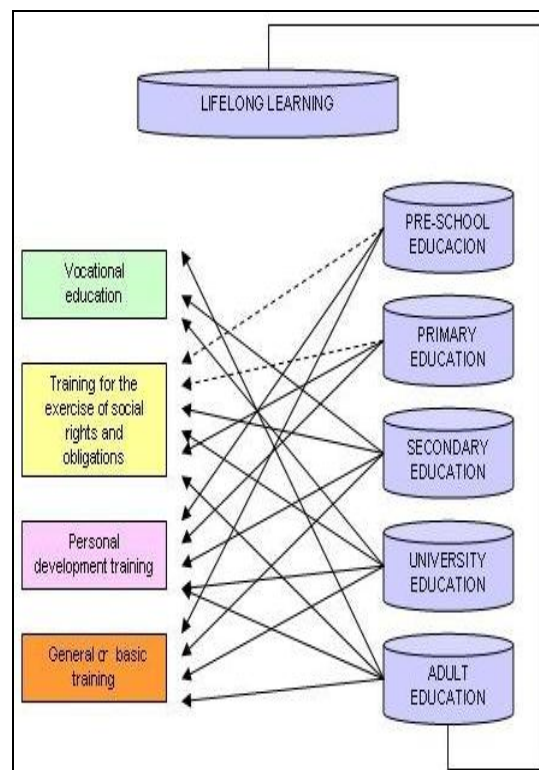 LIFELONG LEARNING
PRE-SCHOOL
EDUCACION
Vocational
education
PRIMARY
EDUCATION
Training for the
exercise of social
rights and
obligations
SECONDARY
EDUCATION
Personal
development training
UNIVERSITY
EDUCATION
General or basic
training
ADULT
EDUCATION